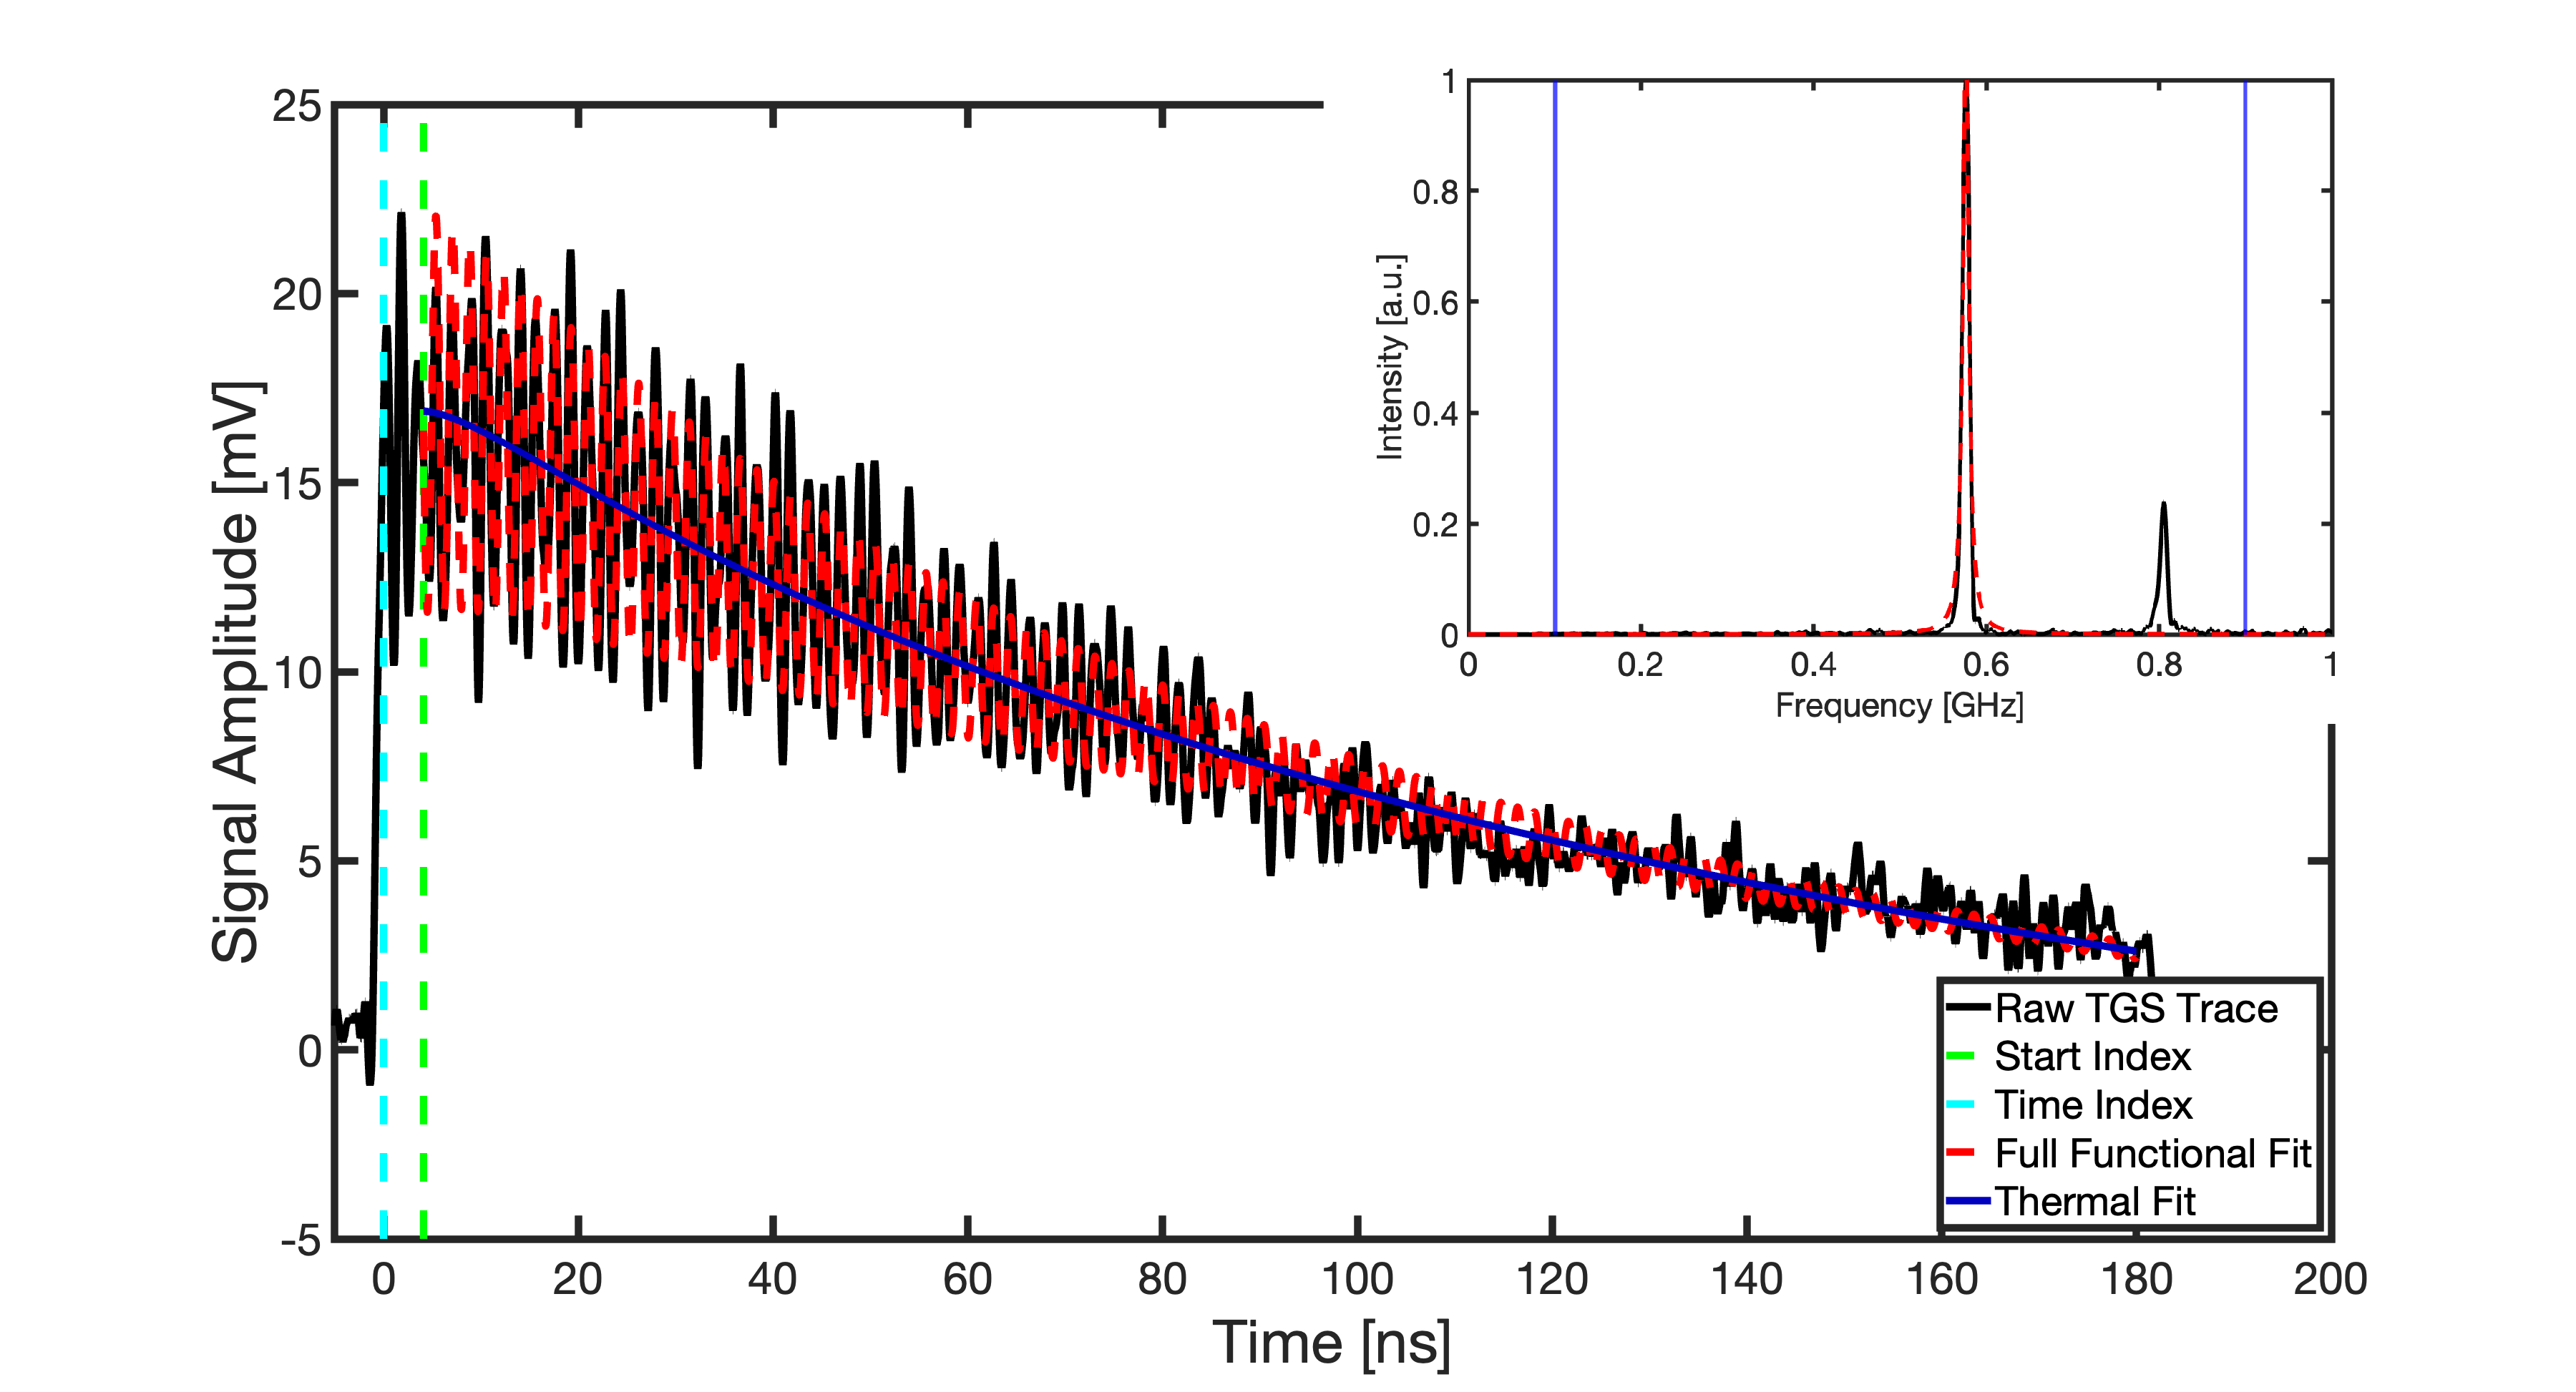 25
20
15
10
5
0
-5
Signal Amplitude [mV]
0 20 40 60 80 100 120 140 160 180 200
Time [ns]
1
0.8
0.6
0.4
0.2
0
Intensity [a.u.]
0 0.2 0.4 0.6 0.8 1
Frequency [GHz]
Raw TGS Trace
Start Index
Time Index
Full Functional Fit
Thermal Fit